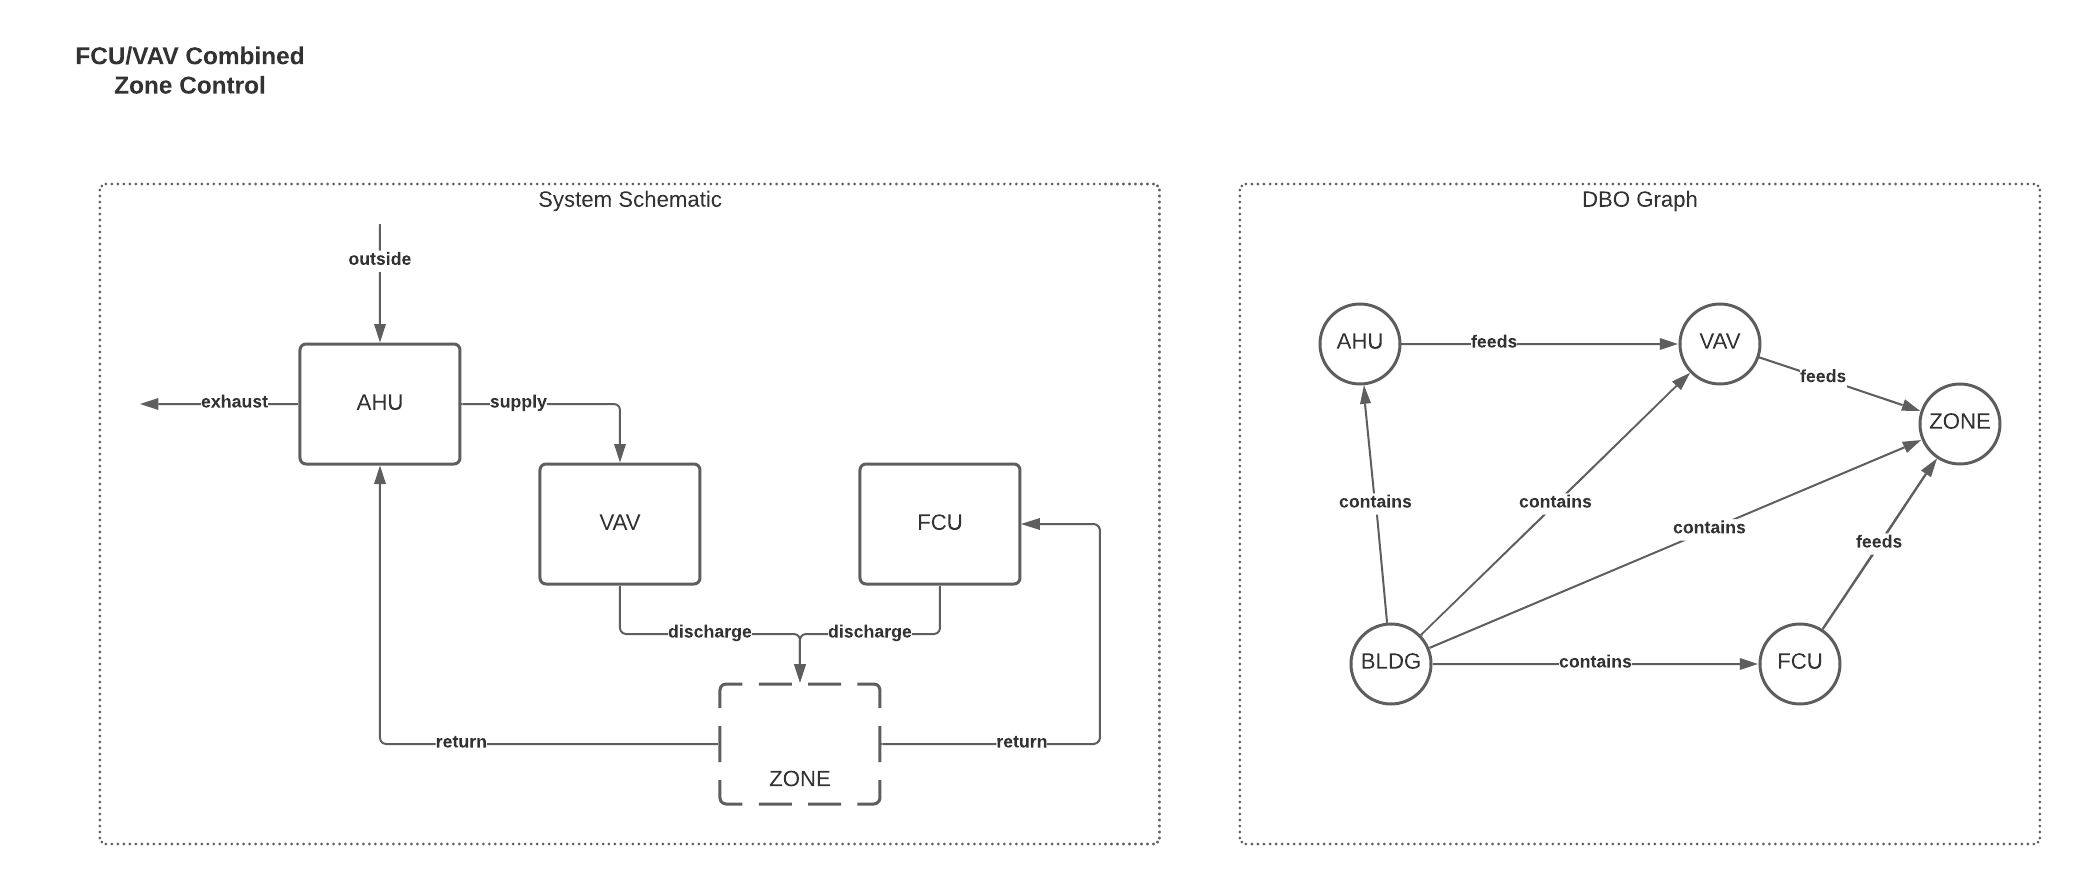 FCU/VAV Combined
Zone Control
System Schematic
outside
exhaust
AHU
supply
VAV
FCU
discharge
discharge
return
return
ZONE
DBO Graph
AHU
feeds
VAV
feeds
ZONE
contains
contains
contains
feeds
BLDG
contains
FCU